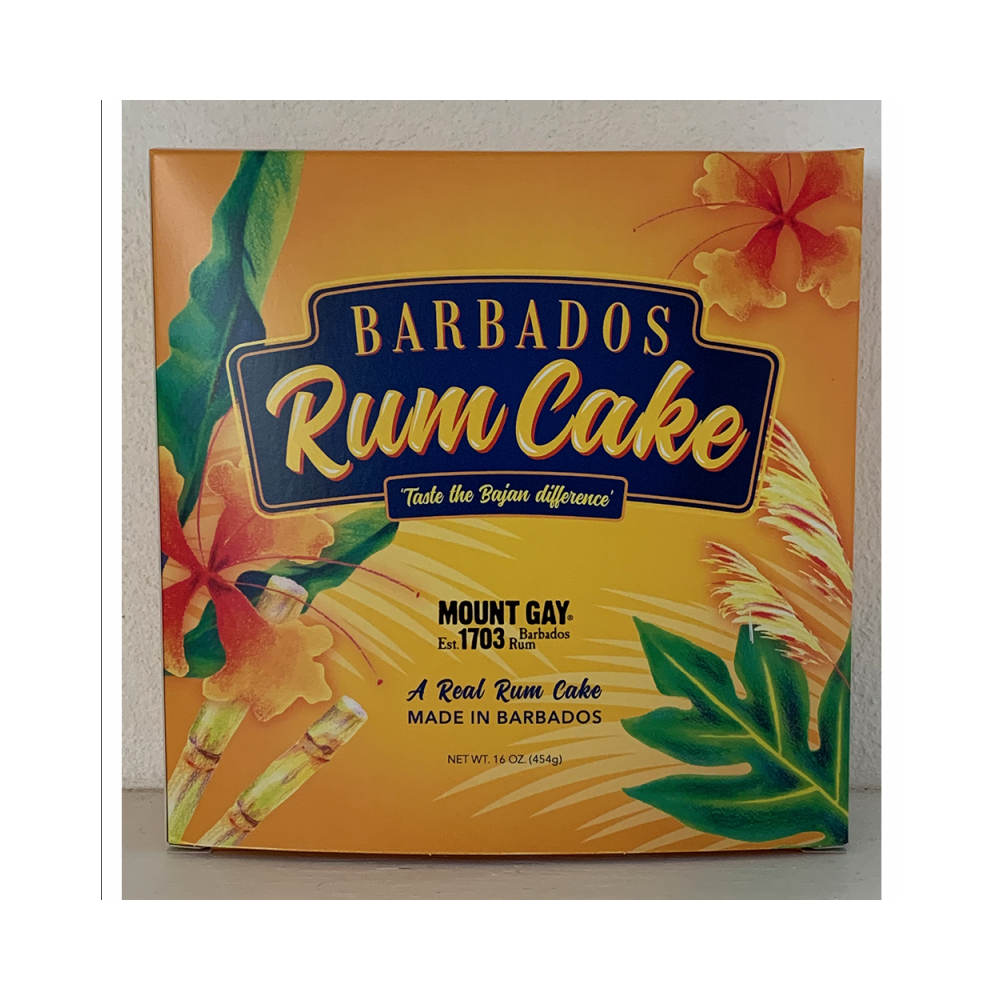 BARBADOS
Rum Cake
'Taste the Bajan difference'
MOUNT GAY®
Est. 1703 Barbados Rum
A Real Rum Cake
MADE IN BARBADOS
NET WT. 16 OZ. (454g)